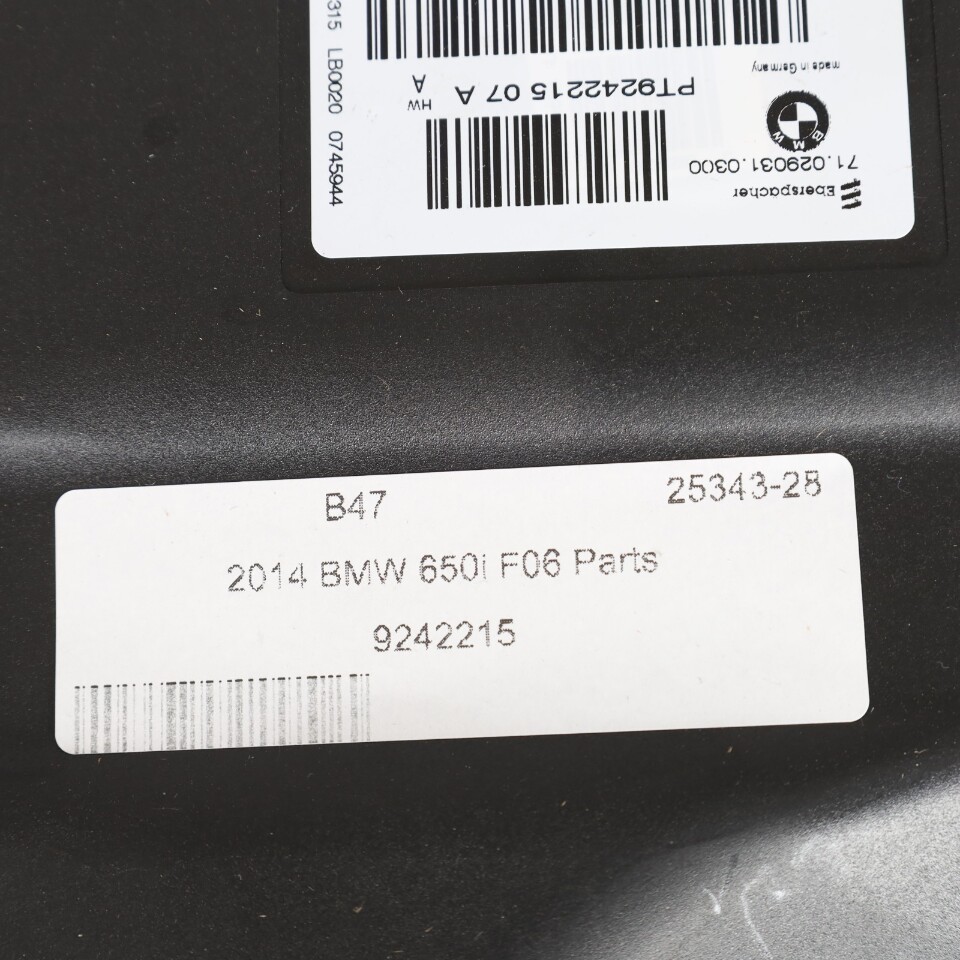 315 LB0020 0745944
made in Germany
PT9242215 07 A
HW
A
BMW
71.029031.0300
Eberspächer
B47
25343-28
2014 BMW 650i F06 Parts
9242215